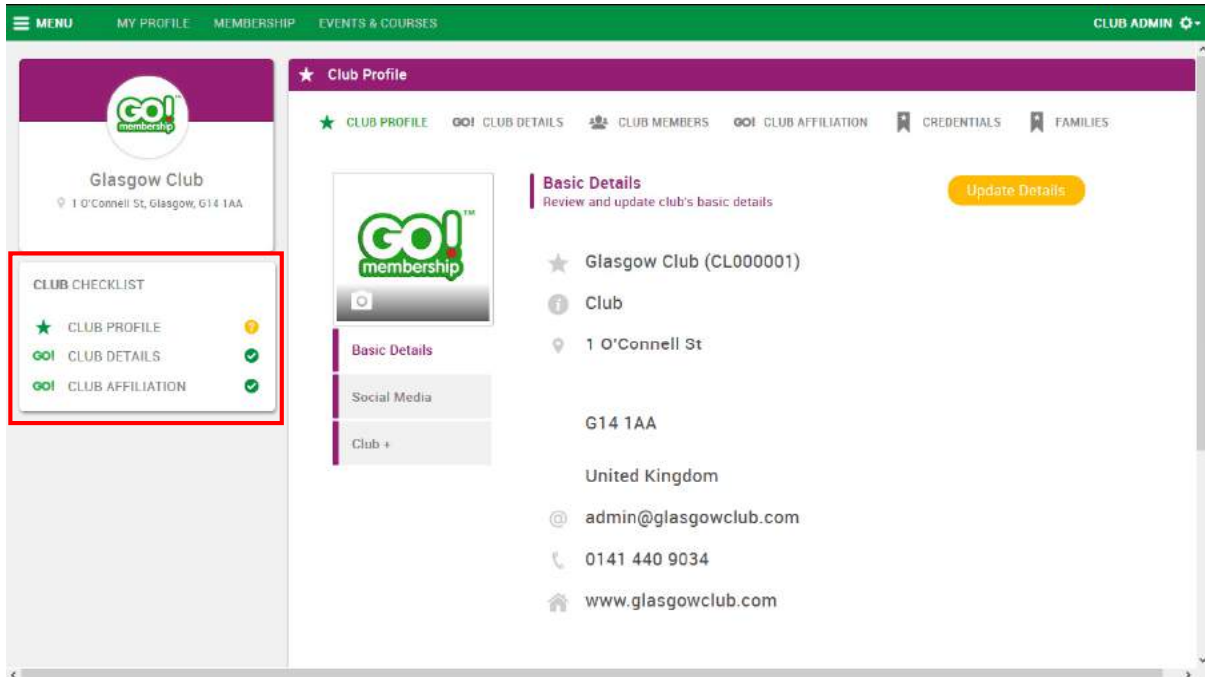 MENU MY PROFILE MEMBERSHIP EVENTS & COURSES CLUB ADMIN
GO!™
membership
Glasgow Club
1 O'Connell St, Glasgow, G14 1AA
CLUB CHECKLIST
CLUB PROFILE ?
GO! CLUB DETAILS
GO! CLUB AFFILIATION
Club Profile
CLUB PROFILE GO! CLUB DETAILS CLUB MEMBERS GO! CLUB AFFILIATION CREDENTIALS FAMILIES
GO!™
membership
Basic Details
Social Media
Club +
Basic Details
Review and update club's basic details
Update Details
Glasgow Club (CL000001)
Club
1 O'Connell St
G14 1AA
United Kingdom
@ admin@glasgowclub.com
0141 440 9034
www.glasgowclub.com